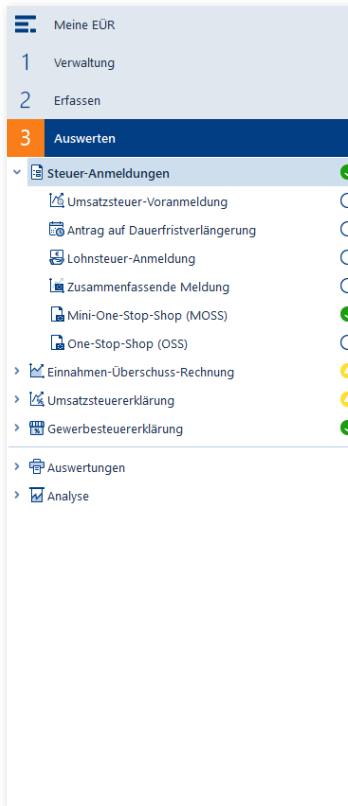 Meine EÜR
1 Verwaltung
2 Erfassen
3 Auswerten
Steuer-Anmeldungen
Umsatzsteuer-Voranmeldung
Antrag auf Dauerfristverlängerung
Lohnsteuer-Anmeldung
Zusammenfassende Meldung
Mini-One-Stop-Shop (MOSS)
One-Stop-Shop (OSS)
Einnahmen-Überschuss-Rechnung
Umsatzsteuererklärung
Gewerbesteuererklärung
Auswertungen
Analyse